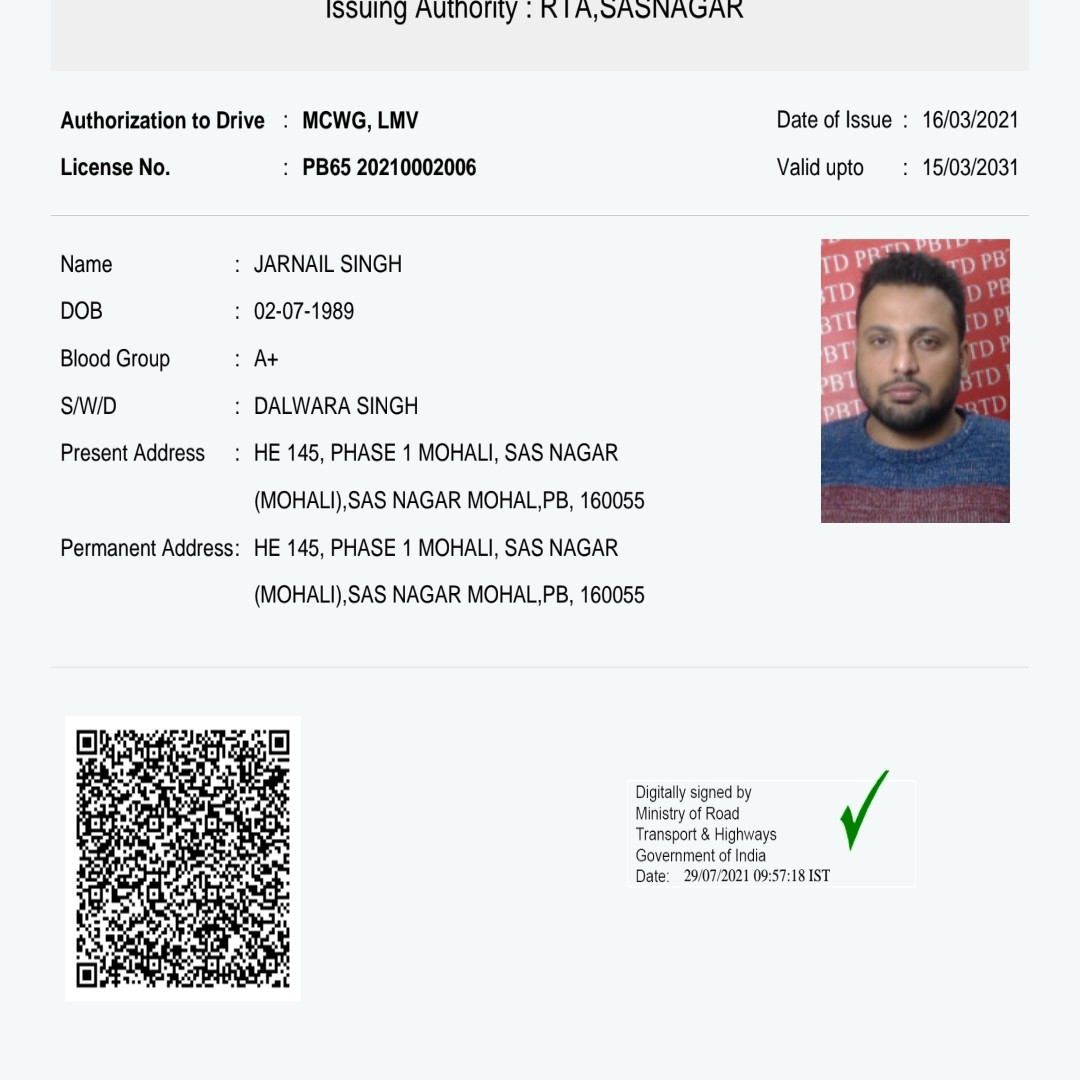 Issuing Authority : RTA,SASNAGAR
Authorization to Drive : MCWG, LMV Date of Issue : 16/03/2021
License No. : PB65 20210002006 Valid upto : 15/03/2031
Name : JARNAIL SINGH
DOB : 02-07-1989
Blood Group : A+
S/W/D : DALWARA SINGH
Present Address : HE 145, PHASE 1 MOHALI, SAS NAGAR
(MOHALI),SAS NAGAR MOHAL,PB, 160055
Permanent Address: HE 145, PHASE 1 MOHALI, SAS NAGAR
(MOHALI),SAS NAGAR MOHAL,PB, 160055
PBTD PBTD
Digitally signed by
Ministry of Road
Transport & Highways
Government of India
Date: 29/07/2021 09:57:18 IST